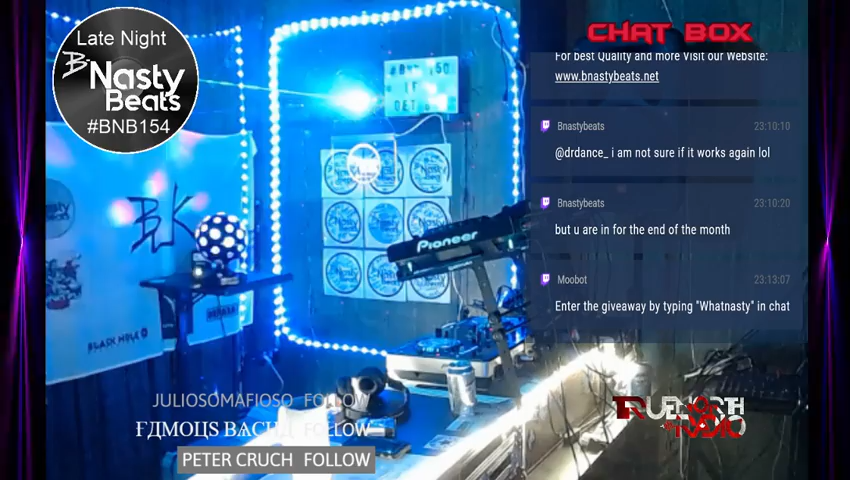 Late Night
B Nasty
Beats
#BNB154
CHAT BOX
For best Quality and more Visit our Website:
www.bnastybeats.net
Bnastybeats 23:10:10
@drdance_ i am not sure if it works again lol
Bnastybeats 23:10:20
but u are in for the end of the month
Moobot 23:13:07
Enter the giveaway by typing "Whatnasty" in chat
Pioneer
BLACK HOLE
JULIOSOMAFIOSO FOLLOW
FOLLOW
PETER CRUCH FOLLOW
TRUENORTH
RADIO